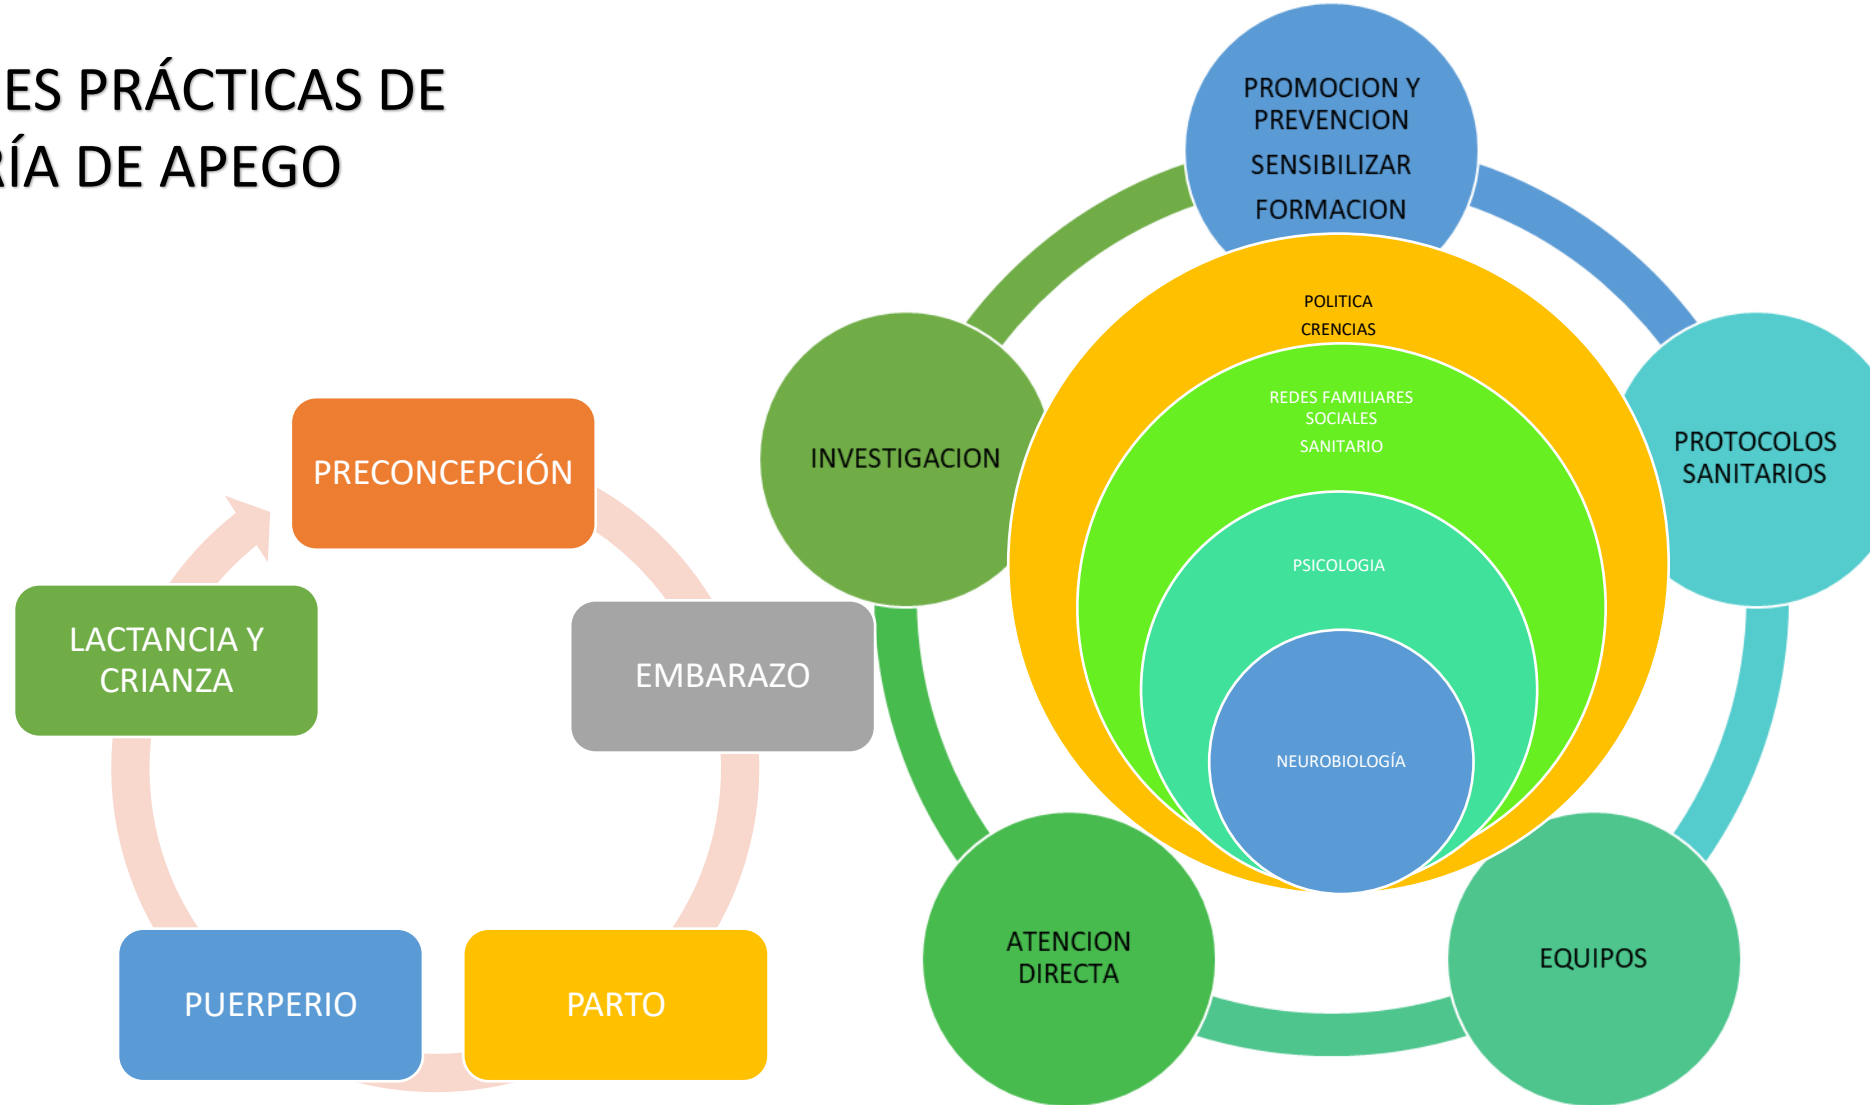 ES PRÁCTICAS DE
RÍA DE APEGO
PRECONCEPCIÓN
EMBARAZO
PARTO
PUERPERIO
LACTANCIA Y
CRIANZA
PROMOCION Y
PREVENCION
SENSIBILIZAR
FORMACION
PROTOCOLOS
SANITARIOS
EQUIPOS
ATENCION
DIRECTA
INVESTIGACION
POLITICA
CRENCIAS
REDES FAMILIARES
SOCIALES
SANITARIO
PSICOLOGIA
NEUROBIOLOGÍA